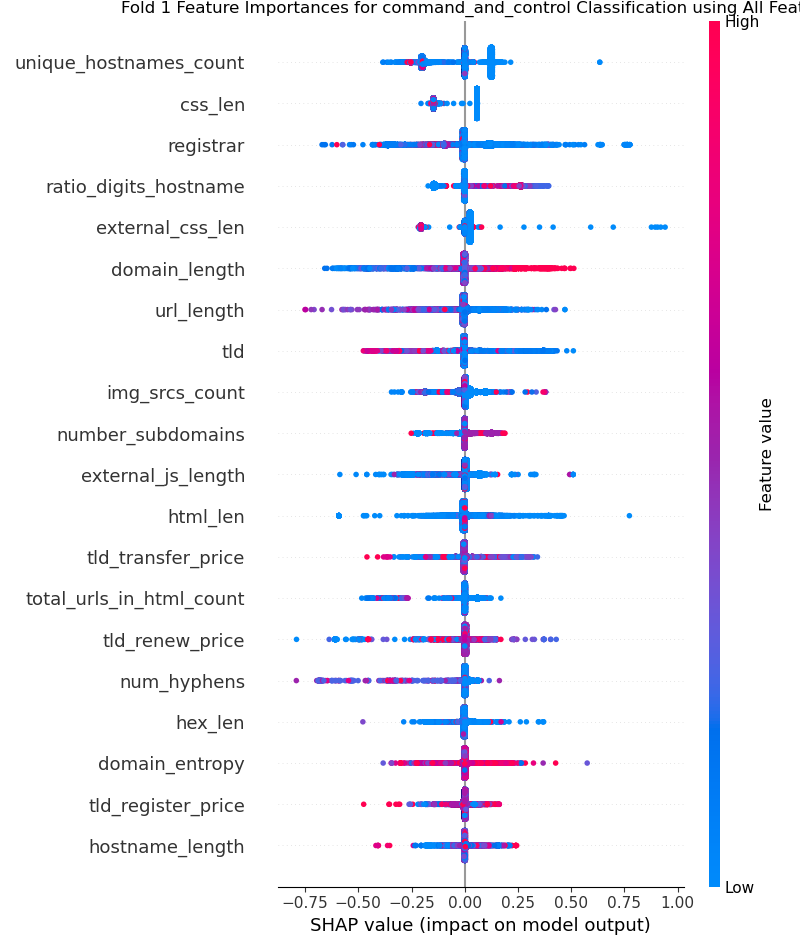 Fold 1 Feature Importances for command_and_control Classification using All Feat
High
unique_hostnames_count
css_len
registrar
ratio_digits_hostname
external_css_len
domain_length
url_length
tld
img_srcs_count
number_subdomains
external_js_length
html_len
tld_transfer_price
total_urls_in_html_count
tld_renew_price
num_hyphens
hex_len
domain_entropy
tld_register_price
hostname_length
Feature value
Low
−0.75 −0.50 −0.25 0.00 0.25 0.50 0.75 1.00
SHAP value (impact on model output)